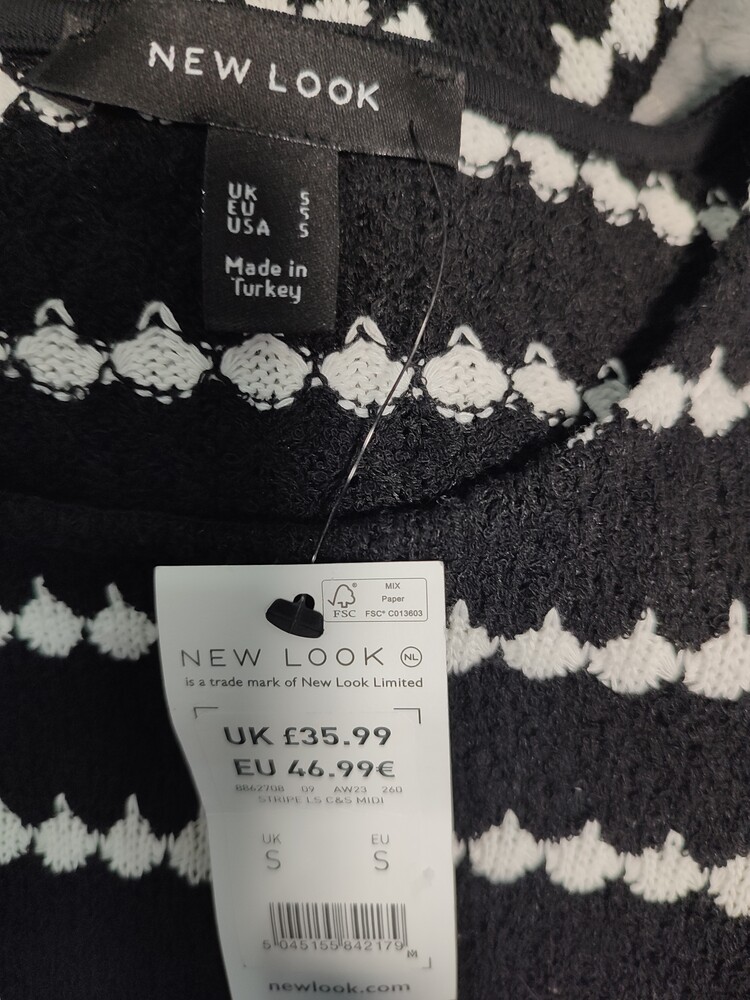 NEW LOOK
UK S
EU S
USA S
Made in
Turkey
MIX
Paper
FSC® C013603
FSC
NEW LOOK NL
is a trade mark of New Look Limited
UK £35.99
EU 46.99€
8862708 09 AW23 260
STRIPE LS C&S MIDI
UK EU
S S
5 045155 842179
newlook.com